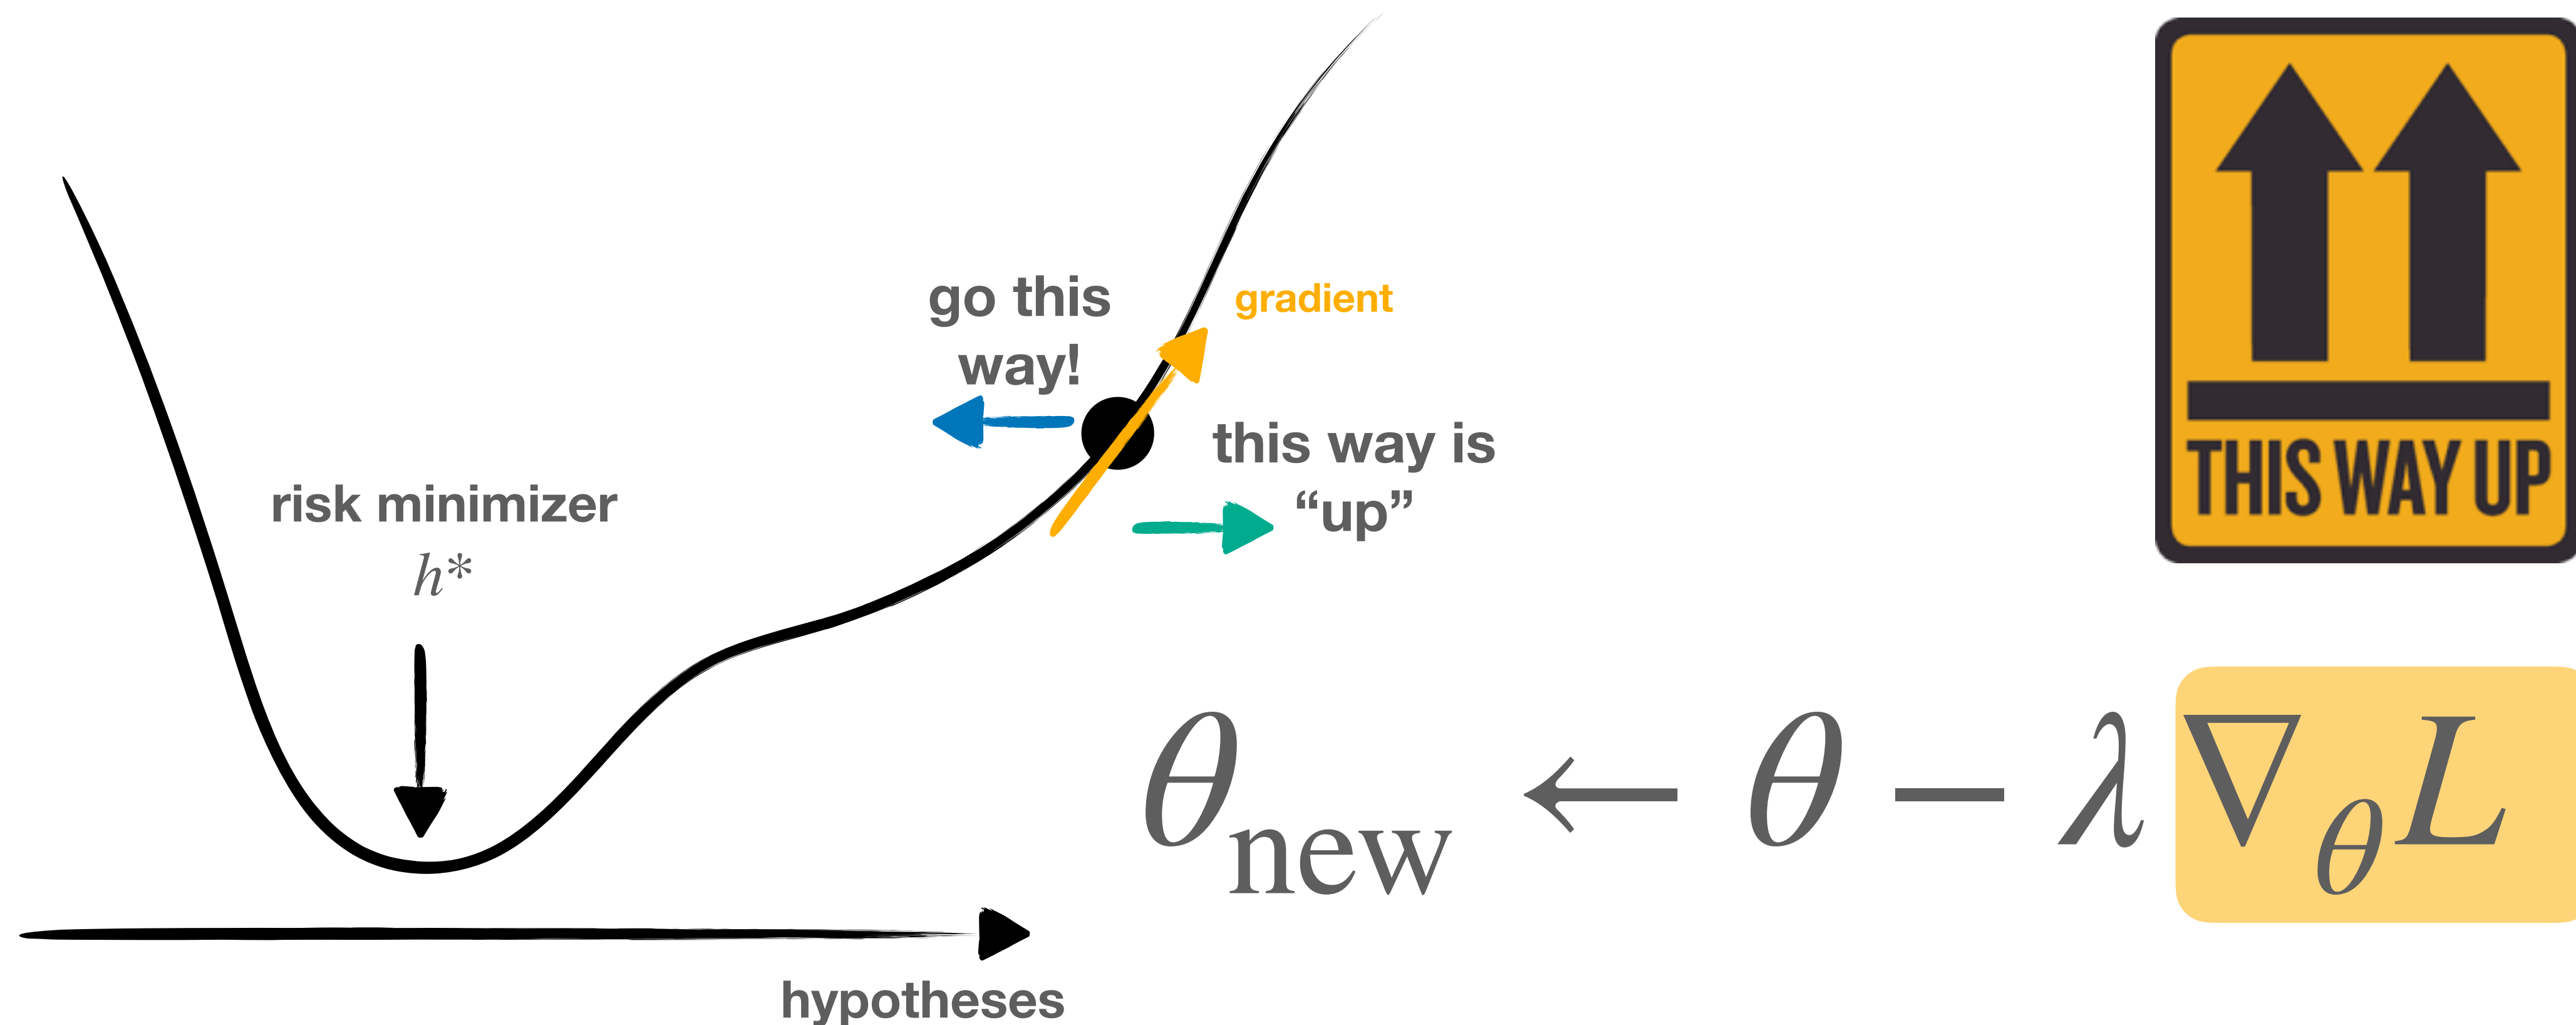 go this
way!
gradient
this way is
“up”
risk minimizer
h*
THIS WAY UP
θnew ← θ − λ∇θL
hypotheses